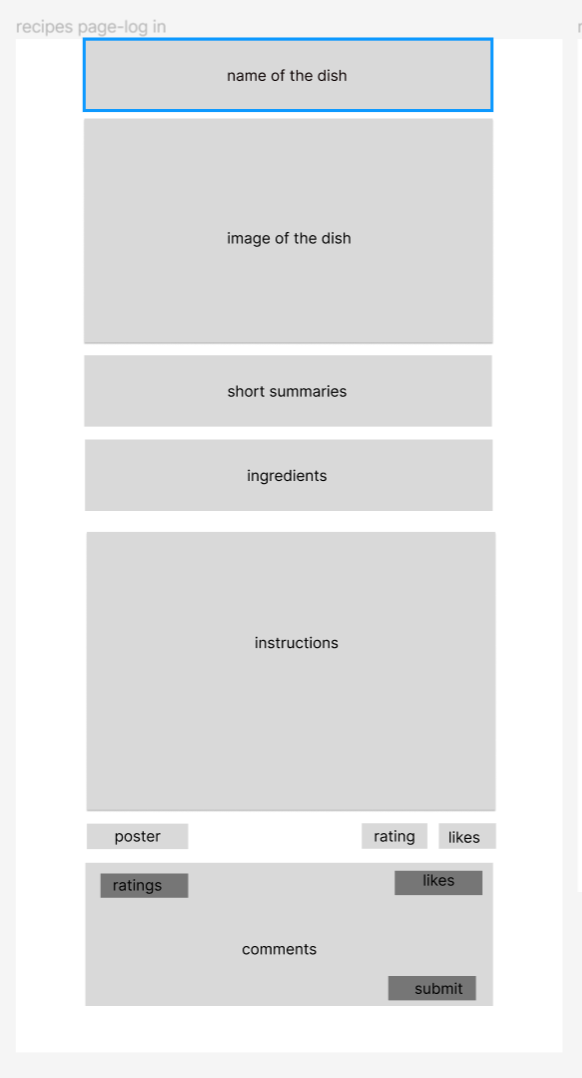 recipes page-log in
name of the dish
image of the dish
short summaries
ingredients
instructions
poster
rating
likes
ratings
likes
comments
submit